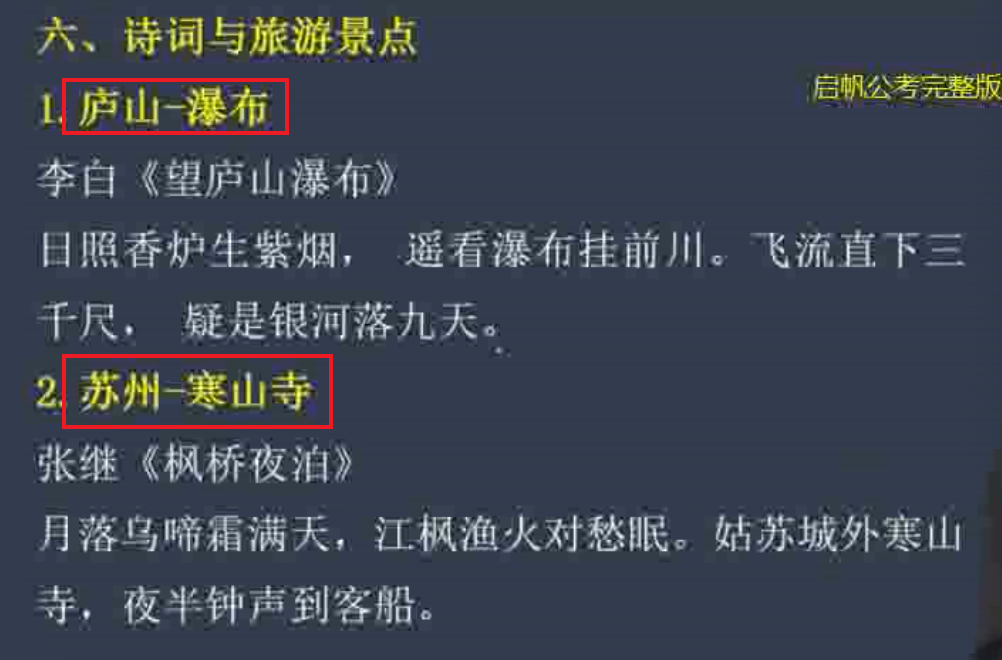 六、诗词与旅游景点
1. 庐山-瀑布
启帆公考完整版
李白《望庐山瀑布》
日照香炉生紫烟， 遥看瀑布挂前川。飞流直下三
千尺， 疑是银河落九天。
2. 苏州-寒山寺
张继《枫桥夜泊》
月落乌啼霜满天，江枫渔火对愁眠。姑苏城外寒山
寺，夜半钟声到客船。